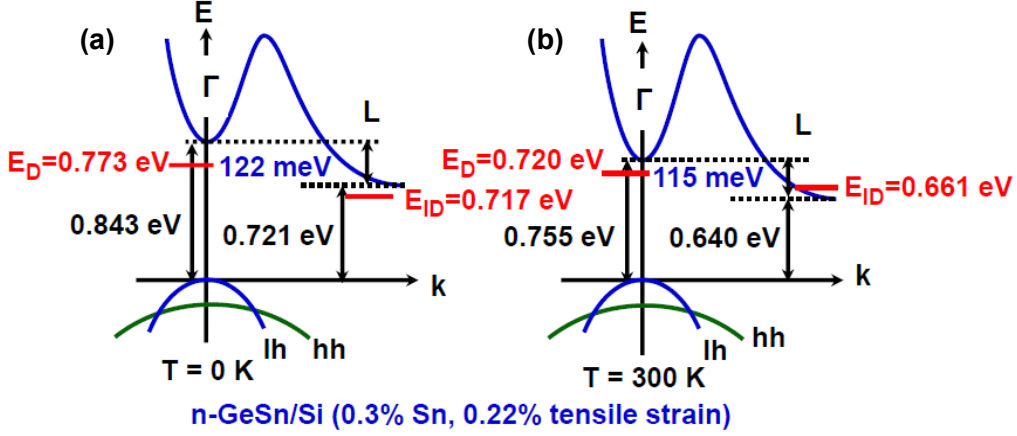 (a)
E
Γ
L
E_D=0.773 eV
122 meV
E_ID=0.717 eV
0.843 eV
0.721 eV
k
lh
hh
T = 0 K
(b)
E
Γ
L
E_D=0.720 eV
115 meV
E_ID=0.661 eV
0.755 eV
0.640 eV
k
lh
hh
T = 300 K
n-GeSn/Si (0.3% Sn, 0.22% tensile strain)